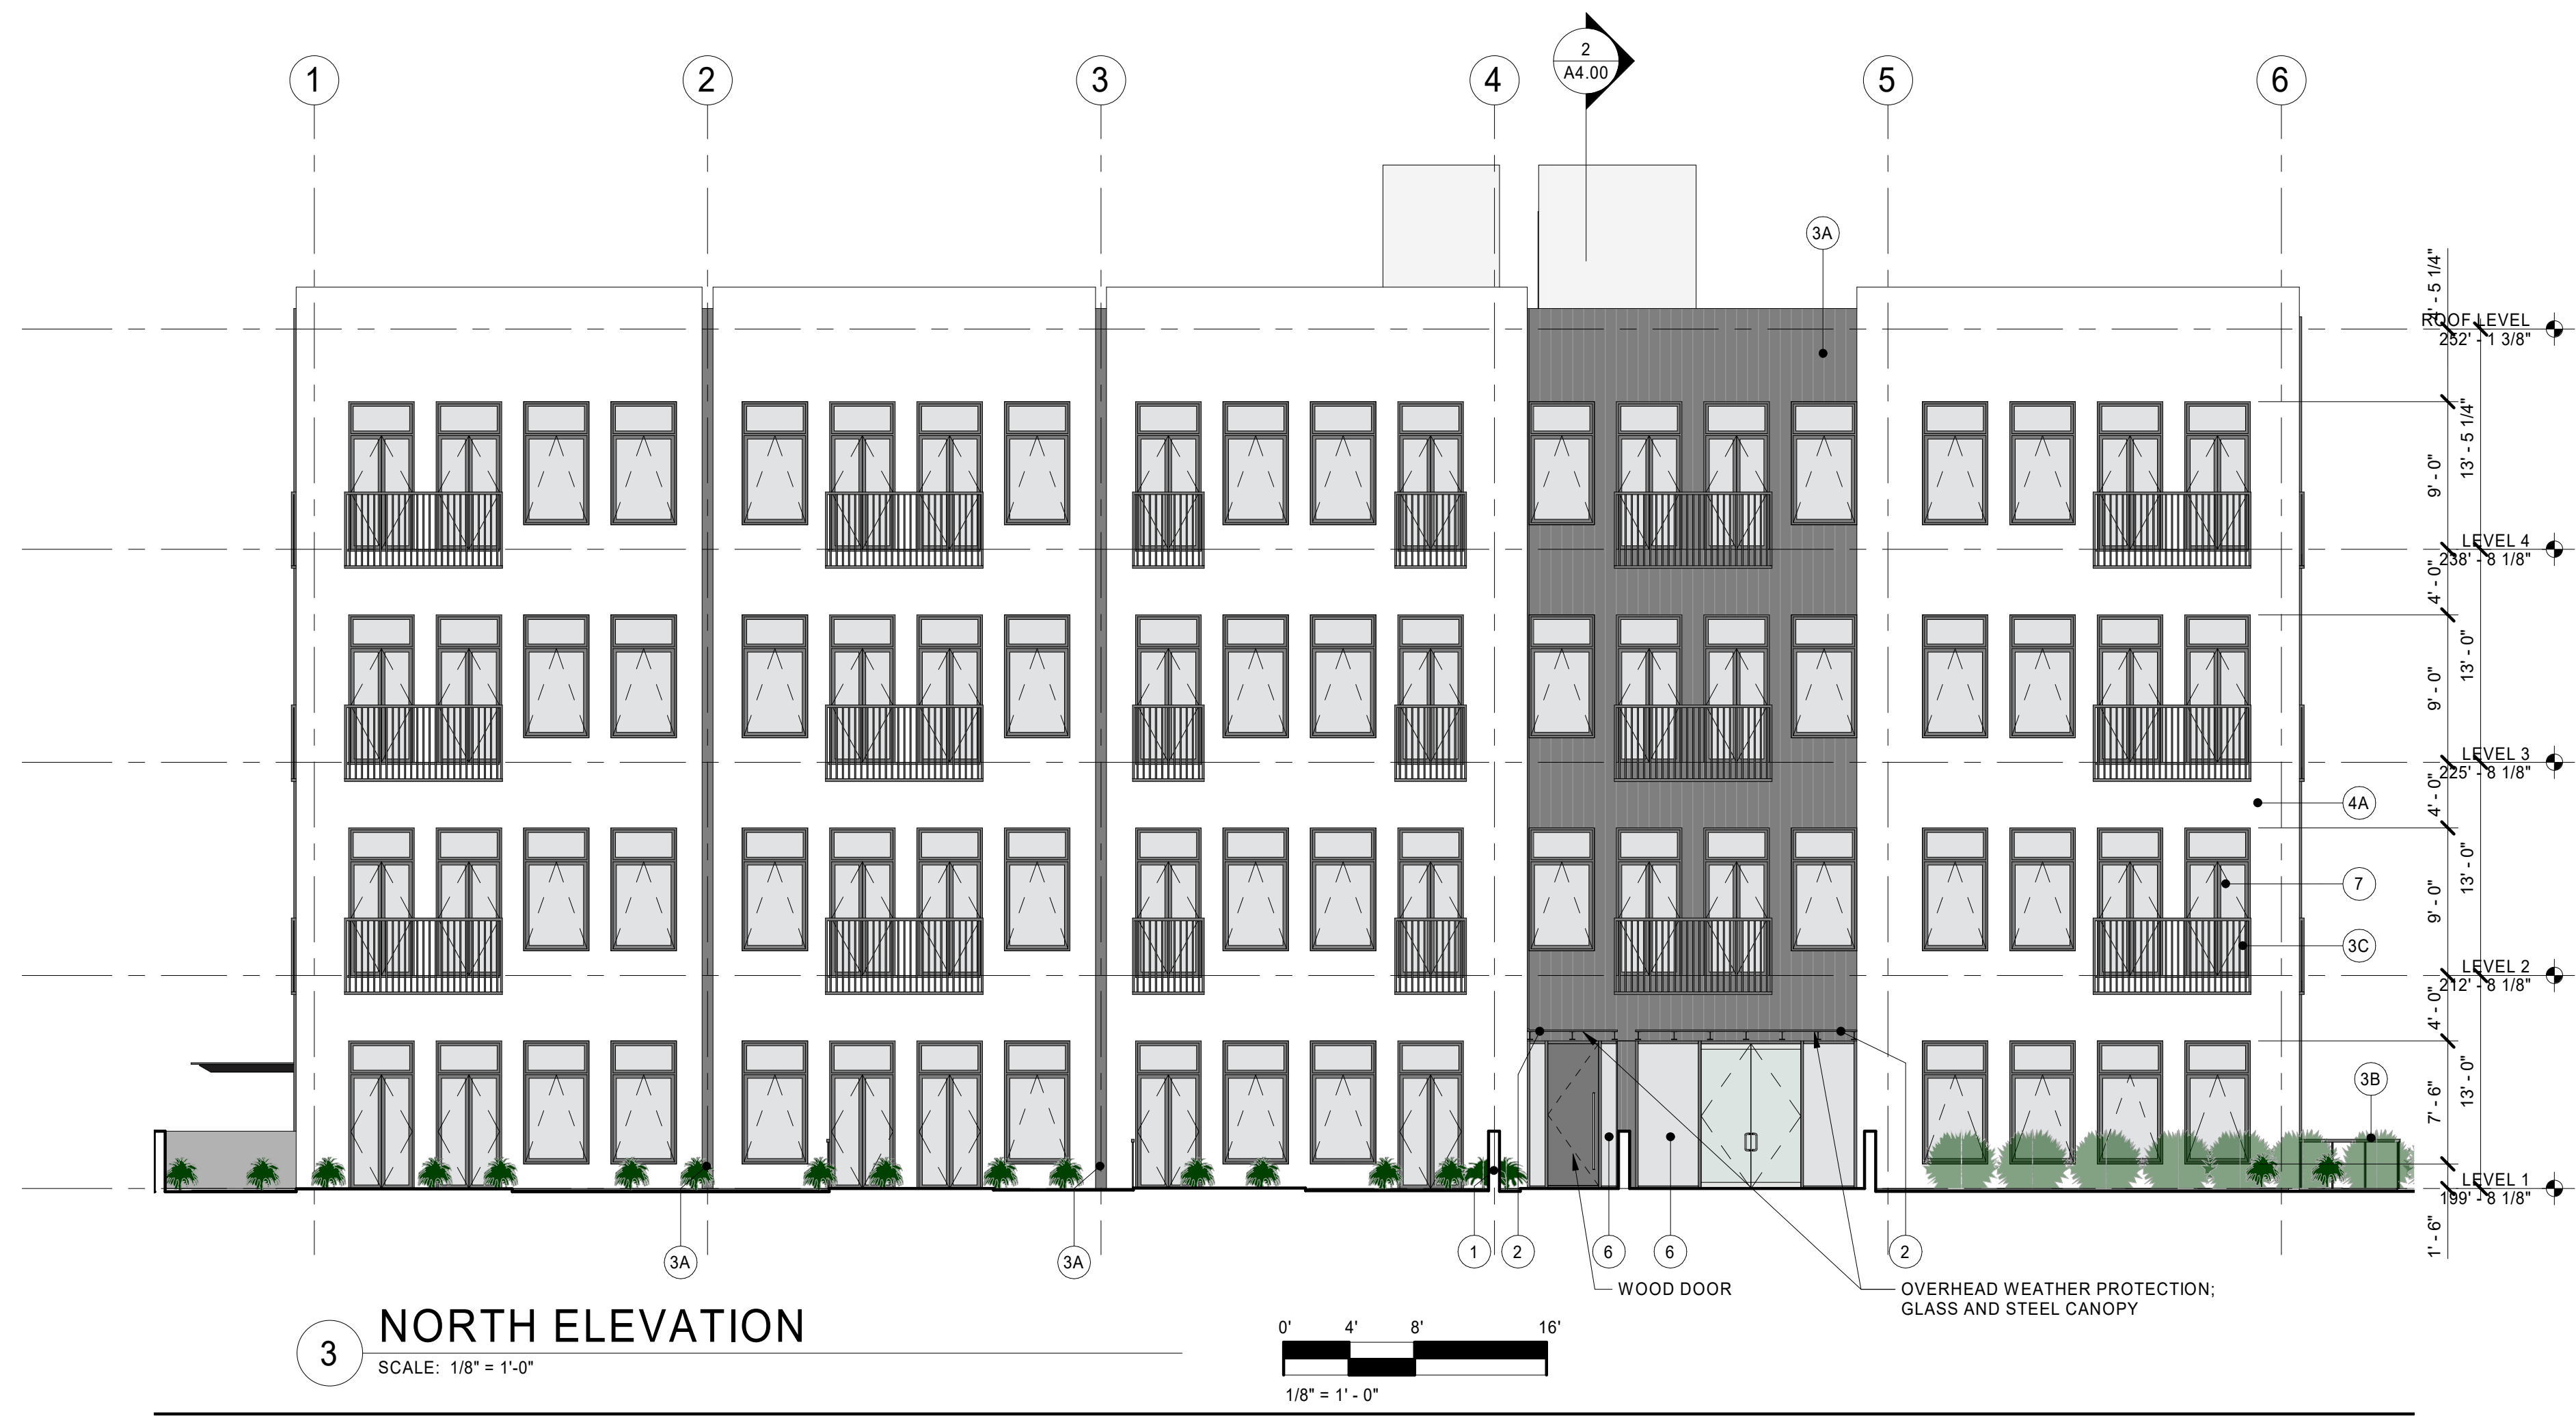 1
2
3
4
2
A4.00
5
6
3A
4' - 5 1/4"
ROOF LEVEL
252' - 1 3/8"
13' - 5 1/4"
9' - 0"
LEVEL 4
238' - 8 1/8"
4' - 0"
13' - 0"
9' - 0"
LEVEL 3
225' - 8 1/8"
4' - 0"
4A
13' - 0"
7
9' - 0"
3C
LEVEL 2
212' - 8 1/8"
4' - 0"
13' - 0"
3B
7' - 6"
LEVEL 1
199' - 8 1/8"
1' - 6"
3A
3A
1
2
6
6
2
WOOD DOOR
OVERHEAD WEATHER PROTECTION;
GLASS AND STEEL CANOPY
3
NORTH ELEVATION
SCALE: 1/8" = 1'-0"
0' 4' 8' 16'
1/8" = 1' - 0"